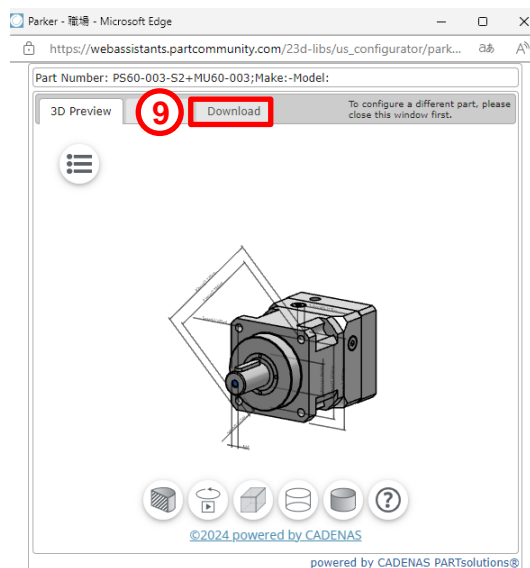 Parker - 職場 - Microsoft Edge
https://webassistants.partcommunity.com/23d-libs/us_configurator/park...
あぁ
A
Part Number: PS60-003-S2+MU60-003;Make:-Model:
3D Preview
9
Download
To configure a different part, please
close this window first.
?
©2024 powered by CADENAS
powered by CADENAS PARTsolutions®